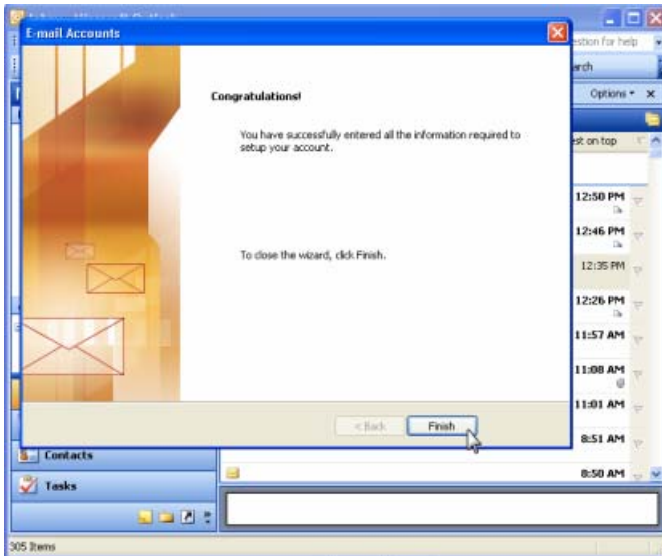 E-mail Accounts
estion for help
arch
Options
Congratulations!
You have successfully entered all the information required to
setup your account.
est on top
12:50 PM
12:46 PM
To close the wizard, click Finish.
12:35 PM
12:26 PM
11:57 AM
11:08 AM
11:01 AM
< Back
Finish
8:51 AM
Contacts
8:50 AM
Tasks
305 Items